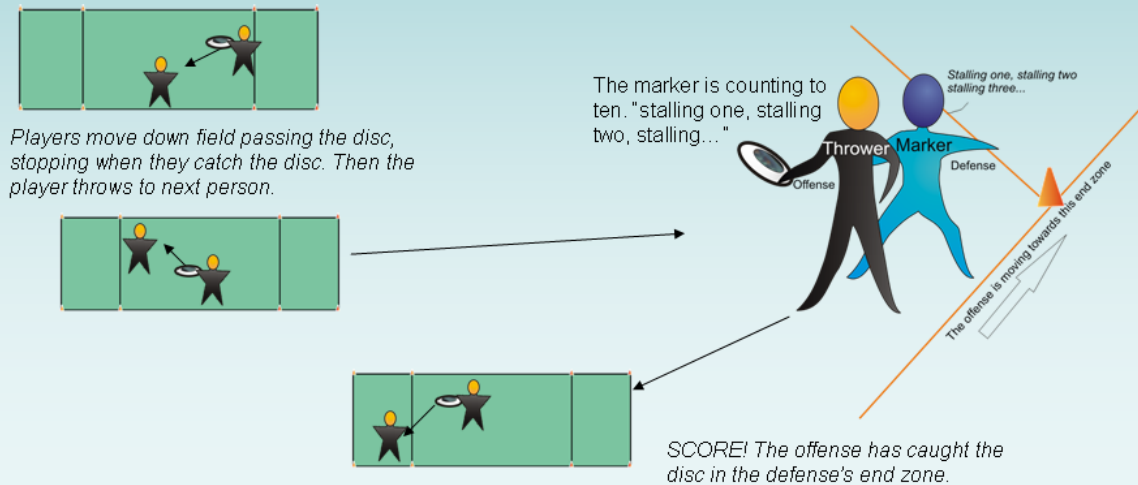 Players move down field passing the disc,
stopping when they catch the disc. Then the
player throws to next person.
The marker is counting to
ten. "stalling one, stalling
two, stalling..."
Stalling one, stalling two
stalling three...
Thrower
Marker
Offense
Defense
The offense is moving towards this end zone
SCORE! The offense has caught the
disc in the defense's end zone.